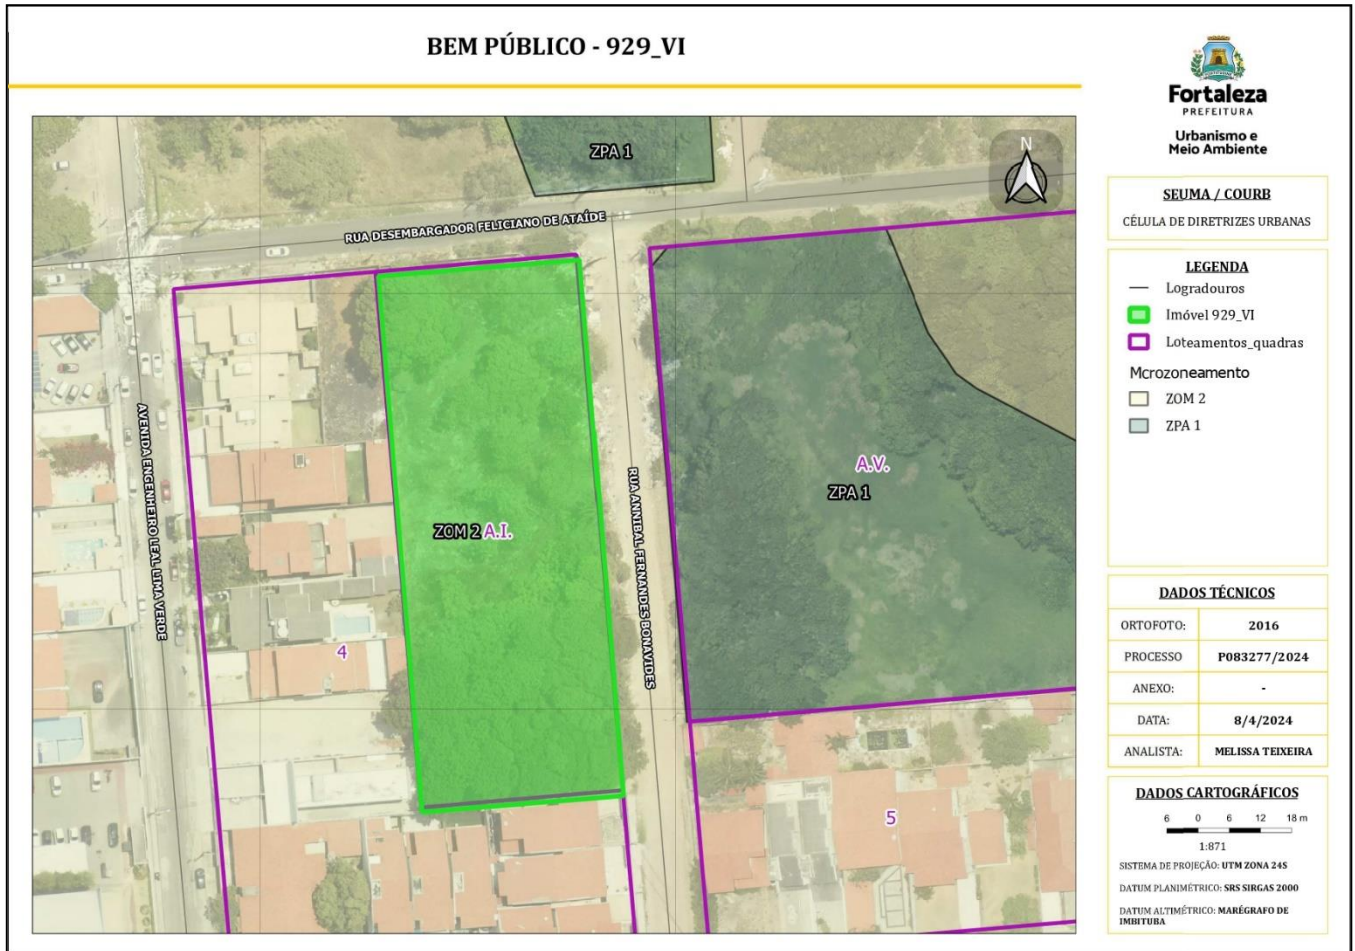 BEM PÚBLICO - 929_VI
ZPA 1
N
RUA DESEMBARGADOR FELICIANO DE ATAÍDE
AVENIDA ENGENHEIRO LEAL LIMA VERDE
ZOM 2 A.I.
RUA ANNIBAL FERNANDES BONAVIDES
A.V.
ZPA 1
4
5
Fortaleza
PREFEITURA
Urbanismo e
Meio Ambiente
SEUMA / COURB
CÉLULA DE DIRETRIZES URBANAS
LEGENDA
Logradouros
Imóvel 929_VI
Loteamentos_quadras
Mcrozoneamento
ZOM 2
ZPA 1
DADOS TÉCNICOS
ORTOFOTO: 2016
PROCESSO P083277/2024
ANEXO: -
DATA: 8/4/2024
ANALISTA: MELISSA TEIXEIRA
DADOS CARTOGRÁFICOS
6 0 6 12 18 m
1:871
SISTEMA DE PROJEÇÃO: UTM ZONA 24S
DATUM PLANIMÉTRICO: SRS SIRGAS 2000
DATUM ALTIMÉTRICO: MARÉGRAFO DE
IMBITUBA